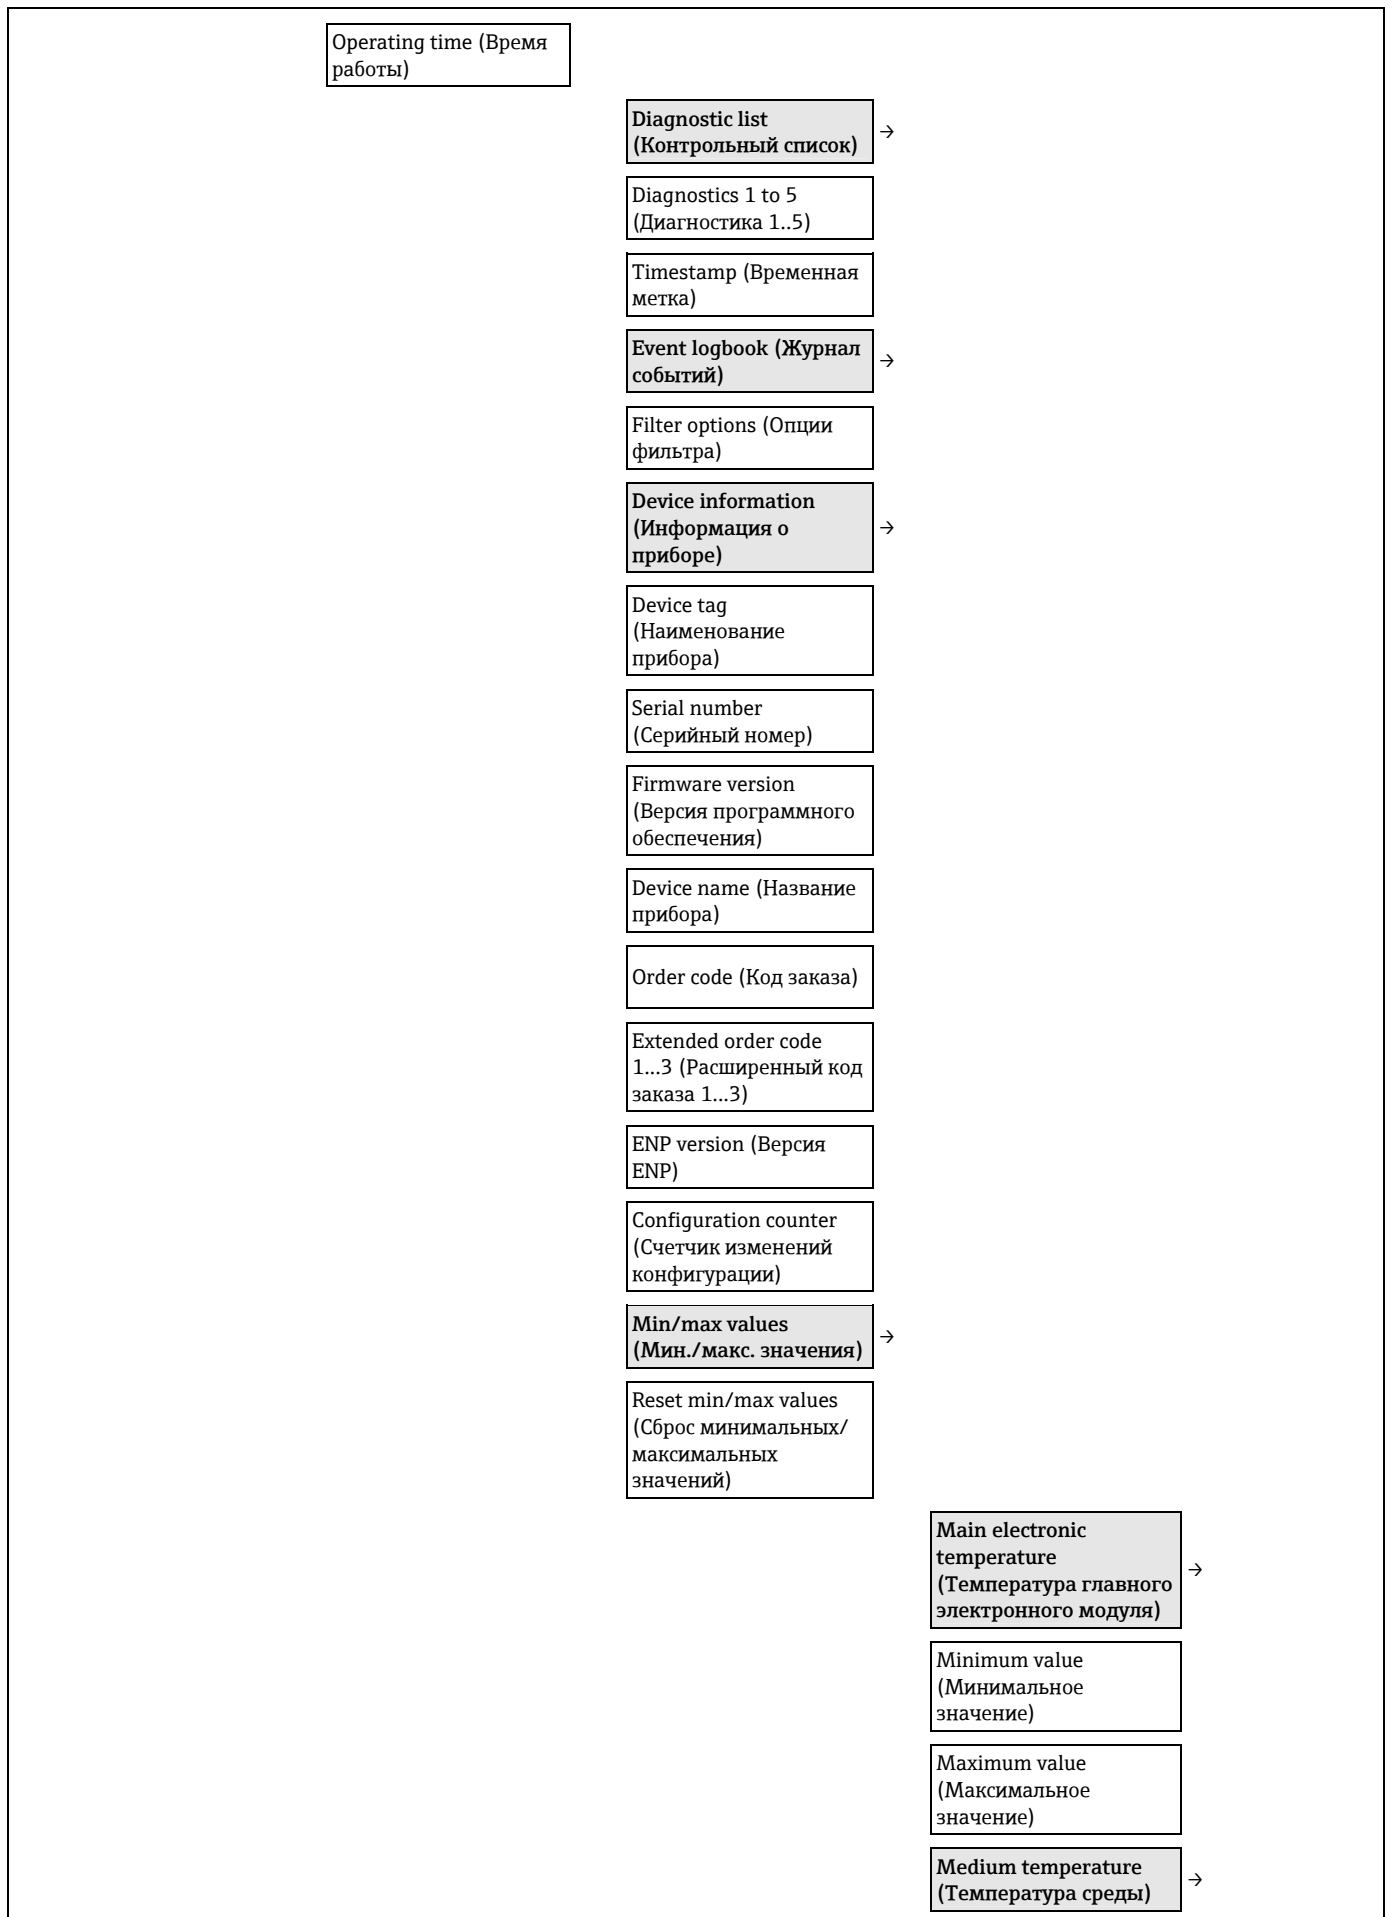 Operating time (Время
работы)
Diagnostic list
(Контрольный список)
→
Diagnostics 1 to 5
(Диагностика 1..5)
Timestamp (Временная
метка)
Event logbook (Журнал
событий)
→
Filter options (Опции
фильтра)
Device information
(Информация о
приборе)
→
Device tag
(Наименование
прибора)
Serial number
(Серийный номер)
Firmware version
(Версия программного
обеспечения)
Device name (Название
прибора)
Order code (Код заказа)
Extended order code
1...3 (Расширенный код
заказа 1...3)
ENP version (Версия
ENP)
Configuration counter
(Счетчик изменений
конфигурации)
Min/max values
(Мин./макс. значения)
→
Reset min/max values
(Сброс минимальных/
максимальных
значений)
Main electronic
temperature
(Температура главного
электронного модуля)
→
Minimum value
(Минимальное
значение)
Maximum value
(Максимальное
значение)
Medium temperature
(Температура среды)
→